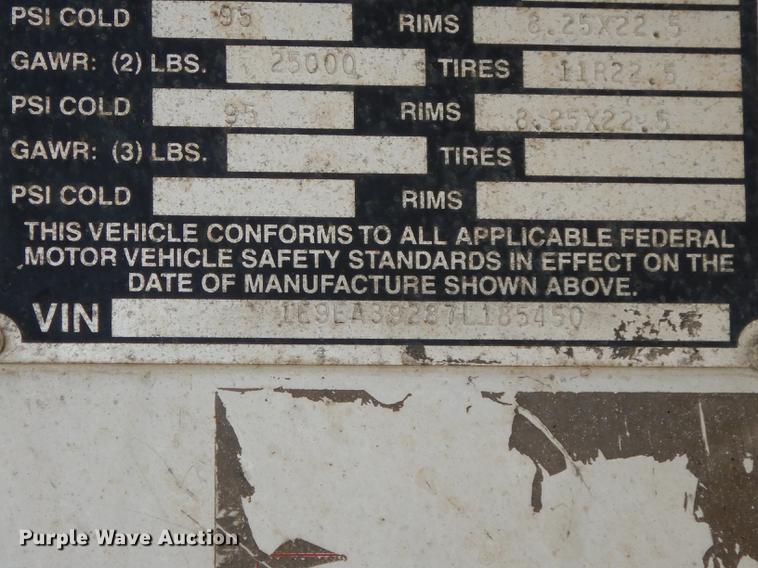 PSI COLD 95 RIMS 8.25X22.5
GAWR: (2) LBS. 25000 TIRES 11R22.5
PSI COLD 95 RIMS 8.25X22.5
GAWR: (3) LBS. TIRES
PSI COLD RIMS
THIS VEHICLE CONFORMS TO ALL APPLICABLE FEDERAL
MOTOR VEHICLE SAFETY STANDARDS IN EFFECT ON THE
DATE OF MANUFACTURE SHOWN ABOVE.
VIN 1E9EA39287L185450
Purple Wave Auction